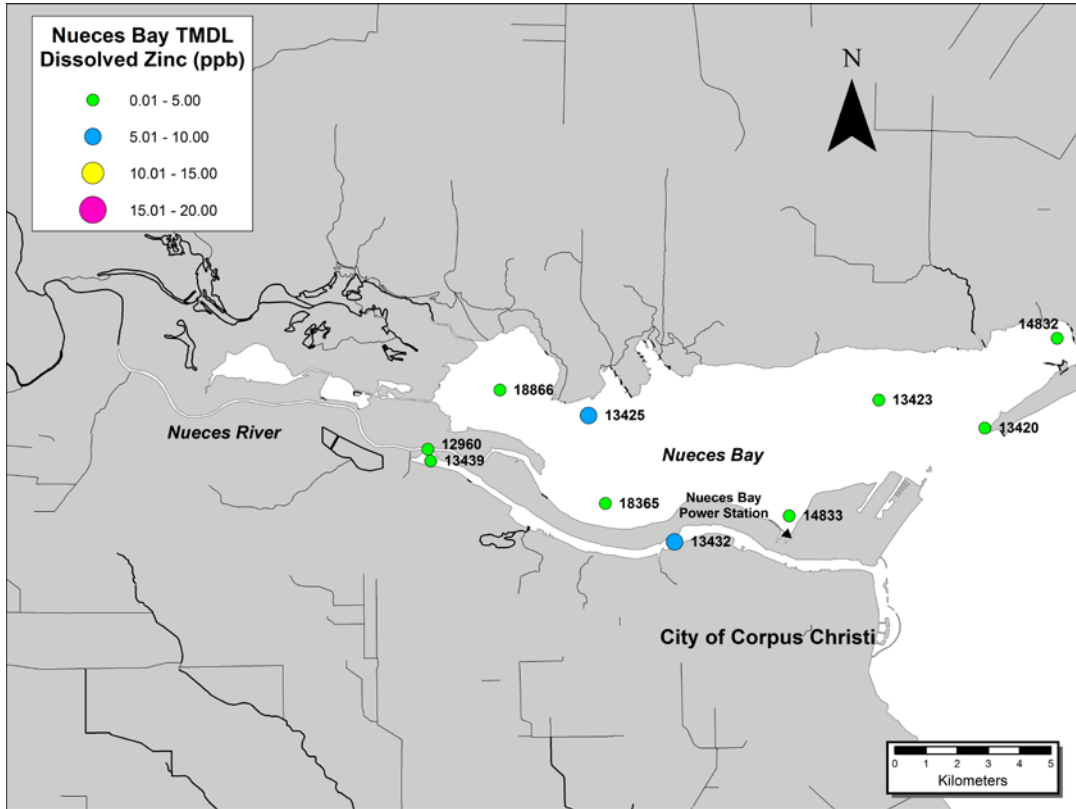 Nueces Bay TMDL
Dissolved Zinc (ppb)
0.01 - 5.00
5.01 - 10.00
10.01 - 15.00
15.01 - 20.00
N
14832
18866
13425
13423
13420
Nueces River
12960
13439
Nueces Bay
18365
Nueces Bay
Power Station
14833
13432
City of Corpus Christi
0 1 2 3 4 5
Kilometers